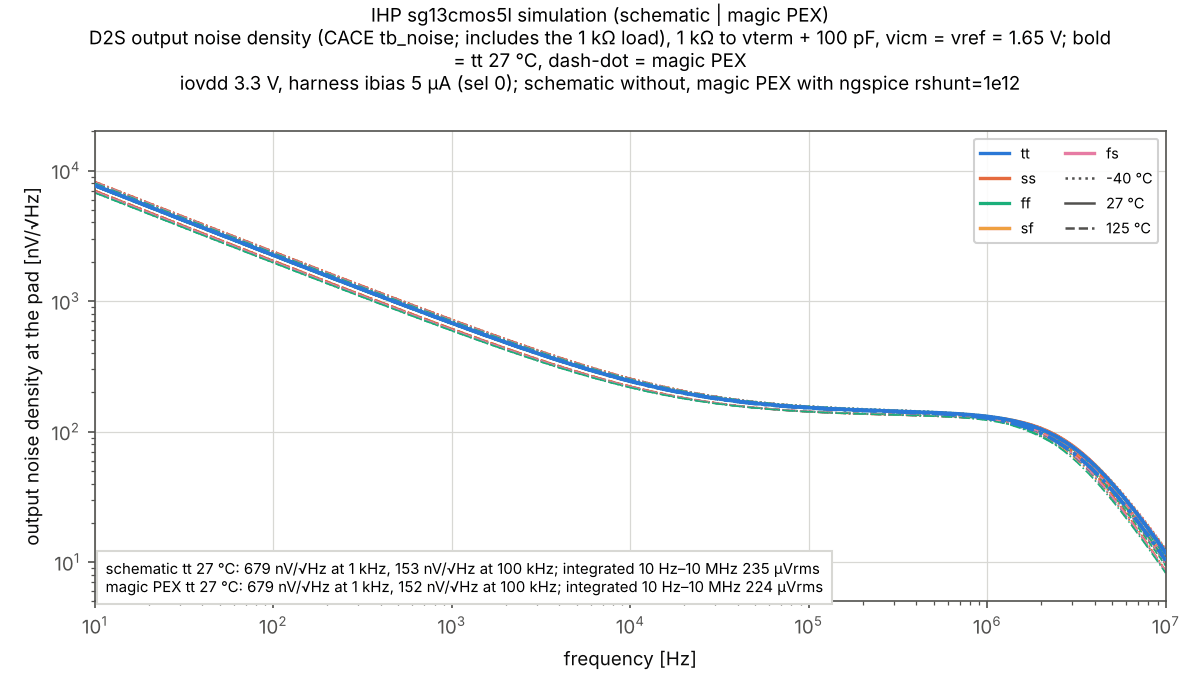 IHP sg13cmos5l simulation (schematic | magic PEX)
D2S output noise density (CACE tb_noise; includes the 1 kΩ load), 1 kΩ to vterm + 100 pF, vicm = vref = 1.65 V; bold
= tt 27 °C, dash-dot = magic PEX
iovdd 3.3 V, harness ibias 5 µA (sel 0); schematic without, magic PEX with ngspice rshunt=1e12
output noise density at the pad [nV/√Hz]
10⁴
10³
10²
10¹
tt
ss
ff
sf
fs
-40 °C
27 °C
125 °C
schematic tt 27 °C: 679 nV/√Hz at 1 kHz, 153 nV/√Hz at 100 kHz; integrated 10 Hz–10 MHz 235 µVrms
magic PEX tt 27 °C: 679 nV/√Hz at 1 kHz, 152 nV/√Hz at 100 kHz; integrated 10 Hz–10 MHz 224 µVrms
10¹ 10² 10³ 10⁴ 10⁵ 10⁶ 10⁷
frequency [Hz]